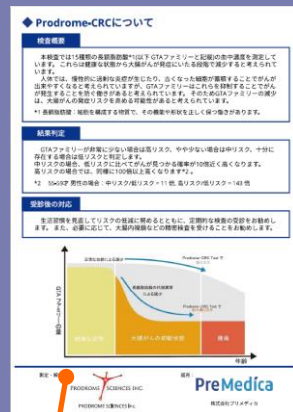 ◆ Prodrome-CRCについて
検査概要
本検査では15種類の長鎖脂肪酸*1(以下 GTAファミリーと記載)の血中濃度を測定して
います。これらは健康な状態から大腸がんが発症にいたる段階で減少すると考えられて
います。
人体では、慢性的に過剰な炎症が生じたり、古くなった細胞が蓄積することでがんが
出来やすくなると考えられていますが、GTAファミリーはこれらを抑制することでがん
が発生することを防ぐ働きがあると考えられています。そのためGTAファミリーの減少
は、大腸がんの発症リスクを高める可能性があると考えられています。
*1 長鎖脂肪酸:細胞を構成する物質で、その機能や形状を正しく保つ働きがあります。
結果判定
GTAファミリーが非常に少ない場合は高リスク、やや少ない場合は中リスク、十分に
存在する場合は低リスクと判定します。
中リスクの場合、低リスクに比べてがんが見つかる確率が10倍近く高くなります。
高リスクの場合では、同様に100倍以上高くなります*2。
男性の場合:中リスク/低リスク = 11 倍, 高リスク/低リスク = 143 倍
受診後の対応
生活習慣を見直してリスクの低減に努めるとともに、定期的な検査の受診をお勧めし
ます。また、必要に応じて、大腸内視鏡などの精密検査を受けることをお勧めします。
GTAファミリーの量
Prodrome-CRC Test で
Prodrome-CRC Test で
大腸がんの前駆状態
年齢
PRODROME SCIENCES INC.
PRODROME SCIENCES Inc.
提供:
PreMedica
株式会社プリメディカ